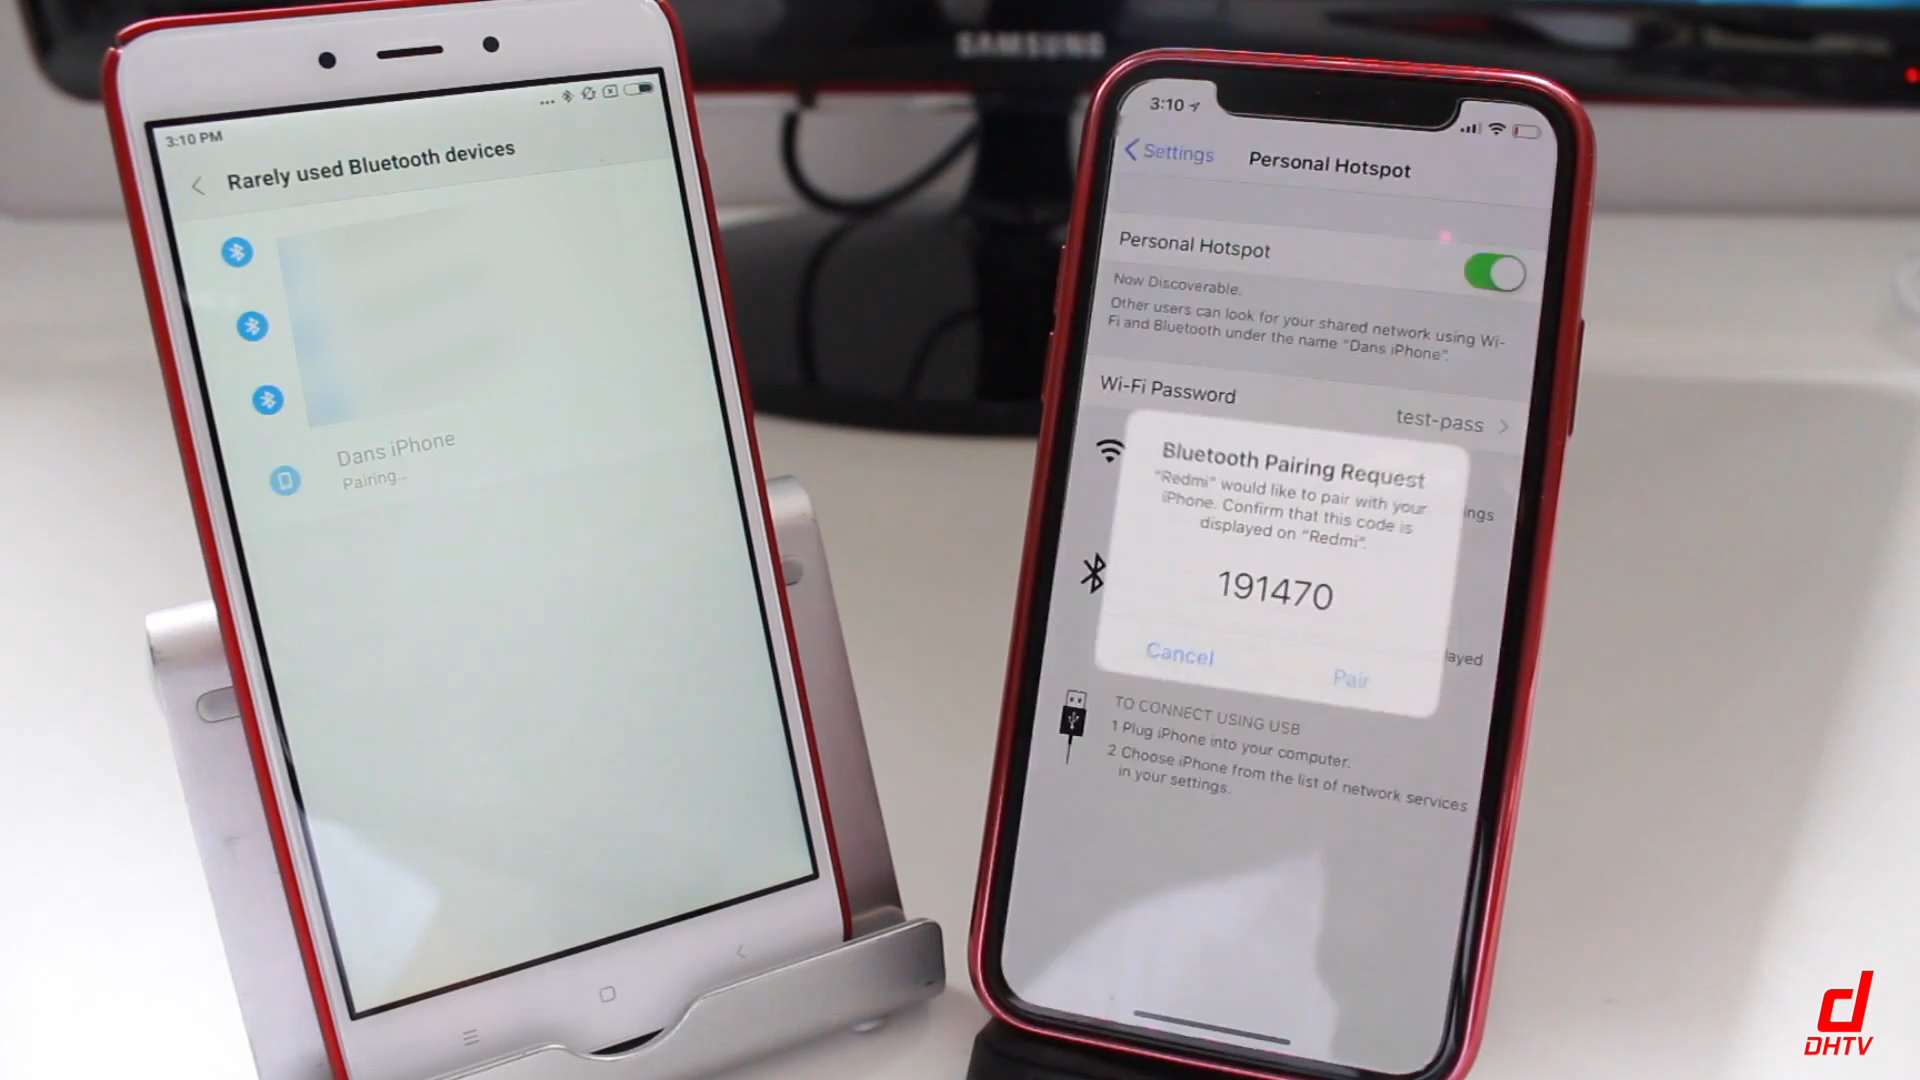 SAMSUNG
3:10 PM
Rarely used Bluetooth devices
Dans iPhone
Pairing...
3:10
Settings
Personal Hotspot
Personal Hotspot
Now Discoverable.
Other users can look for your shared network using Wi-
Fi and Bluetooth under the name "Dans iPhone".
Wi-Fi Password
test-pass
Bluetooth Pairing Request
"Redmi" would like to pair with your
iPhone. Confirm that this code is
displayed on "Redmi".
191470
Cancel
Pair
TO CONNECT USING USB
1 Plug iPhone into your computer.
2 Choose iPhone from the list of network services
in your settings.
DHTV